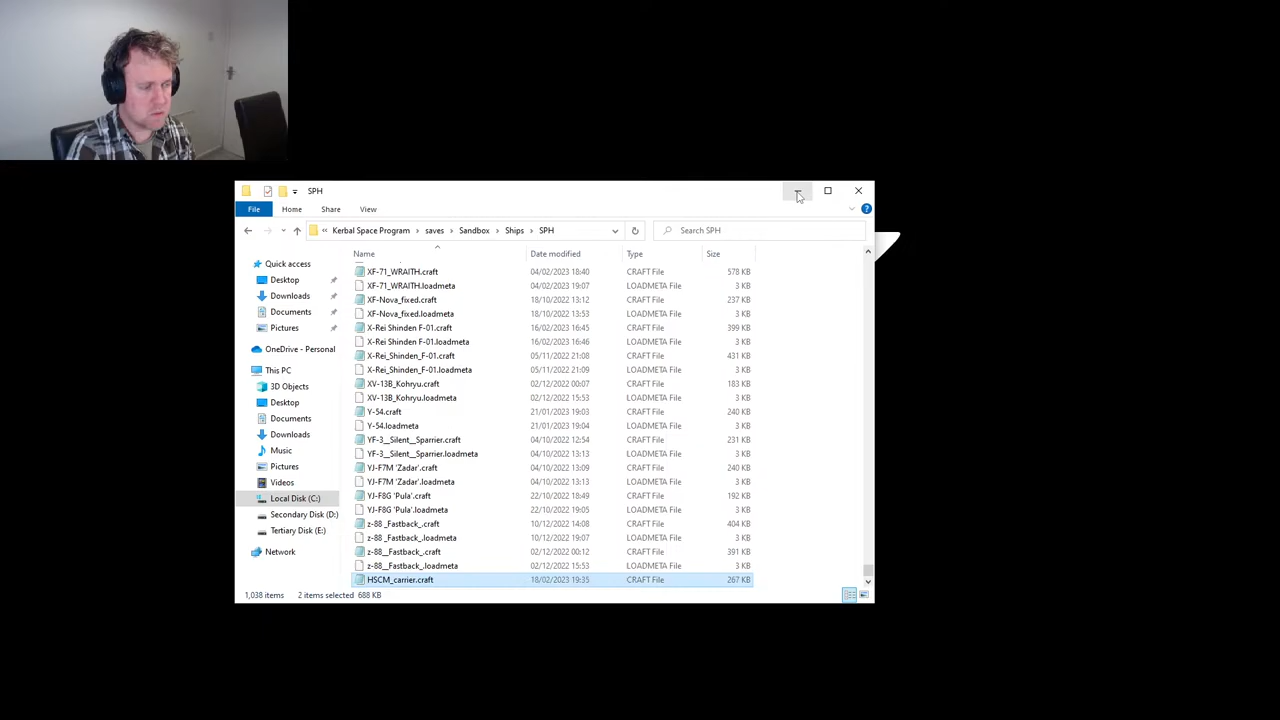 SPH
File Home Share View
« Kerbal Space Program > saves > Sandbox > Ships > SPH Search SPH
Name Date modified Type Size
Quick access
Desktop
Downloads
Documents
Pictures
OneDrive - Personal
This PC
3D Objects
Desktop
Documents
Downloads
Music
Pictures
Videos
Local Disk (C:)
Secondary Disk (D:)
Tertiary Disk (E:)
Network
XF-71_WRAITH.craft 04/02/2023 18:40 CRAFT File 578 KB
XF-71_WRAITH.loadmeta 04/02/2023 19:07 LOADMETA File 3 KB
XF-Nova_fixed.craft 18/10/2022 13:12 CRAFT File 237 KB
XF-Nova_fixed.loadmeta 18/10/2022 13:53 LOADMETA File 3 KB
X-Rei Shinden F-01.craft 16/02/2023 16:45 CRAFT File 399 KB
X-Rei Shinden F-01.loadmeta 16/02/2023 16:46 LOADMETA File 3 KB
X-Rei_Shinden_F-01.craft 05/11/2022 21:08 CRAFT File 431 KB
X-Rei_Shinden_F-01.loadmeta 05/11/2022 21:09 LOADMETA File 3 KB
XV-13B_Kohryu.craft 02/12/2022 00:07 CRAFT File 183 KB
XV-13B_Kohryu.loadmeta 02/12/2022 15:53 LOADMETA File 3 KB
Y-54.craft 21/01/2023 19:03 CRAFT File 240 KB
Y-54.loadmeta 21/01/2023 19:04 LOADMETA File 3 KB
YF-3__Silent__Sparrier.craft 04/10/2022 12:54 CRAFT File 231 KB
YF-3__Silent__Sparrier.loadmeta 04/10/2022 13:13 LOADMETA File 3 KB
YJ-F7M 'Zadar'.craft 04/10/2022 13:09 CRAFT File 240 KB
YJ-F7M 'Zadar'.loadmeta 04/10/2022 13:13 LOADMETA File 3 KB
YJ-F8G 'Pula'.craft 22/10/2022 18:49 CRAFT File 192 KB
YJ-F8G 'Pula'.loadmeta 22/10/2022 19:05 LOADMETA File 3 KB
z-88 _Fastback_.craft 10/12/2022 14:08 CRAFT File 404 KB
z-88 _Fastback_.loadmeta 10/12/2022 19:07 LOADMETA File 3 KB
z-88__Fastback_.craft 02/12/2022 00:12 CRAFT File 391 KB
z-88__Fastback_.loadmeta 02/12/2022 15:53 LOADMETA File 3 KB
HSCM_carrier.craft 18/02/2023 19:35 CRAFT File 267 KB
1,038 items 2 items selected 688 KB